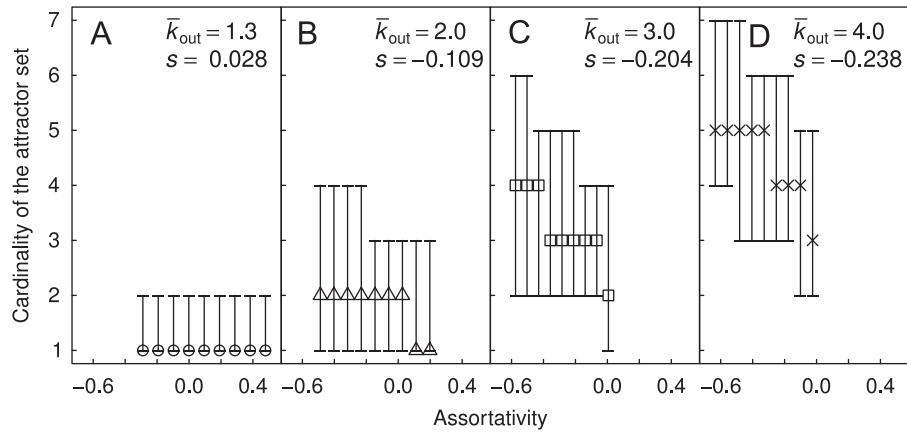 A
k̅out = 1.3
s = 0.028
B
k̅out = 2.0
s = −0.109
C
k̅out = 3.0
s = −0.204
D
k̅out = 4.0
s = −0.238
Cardinality of the attractor set
7
6
5
4
3
2
1
−0.6 0.0 0.4 −0.6 0.0 0.4 −0.6 0.0 0.4 −0.6 0.0 0.4
Assortativity